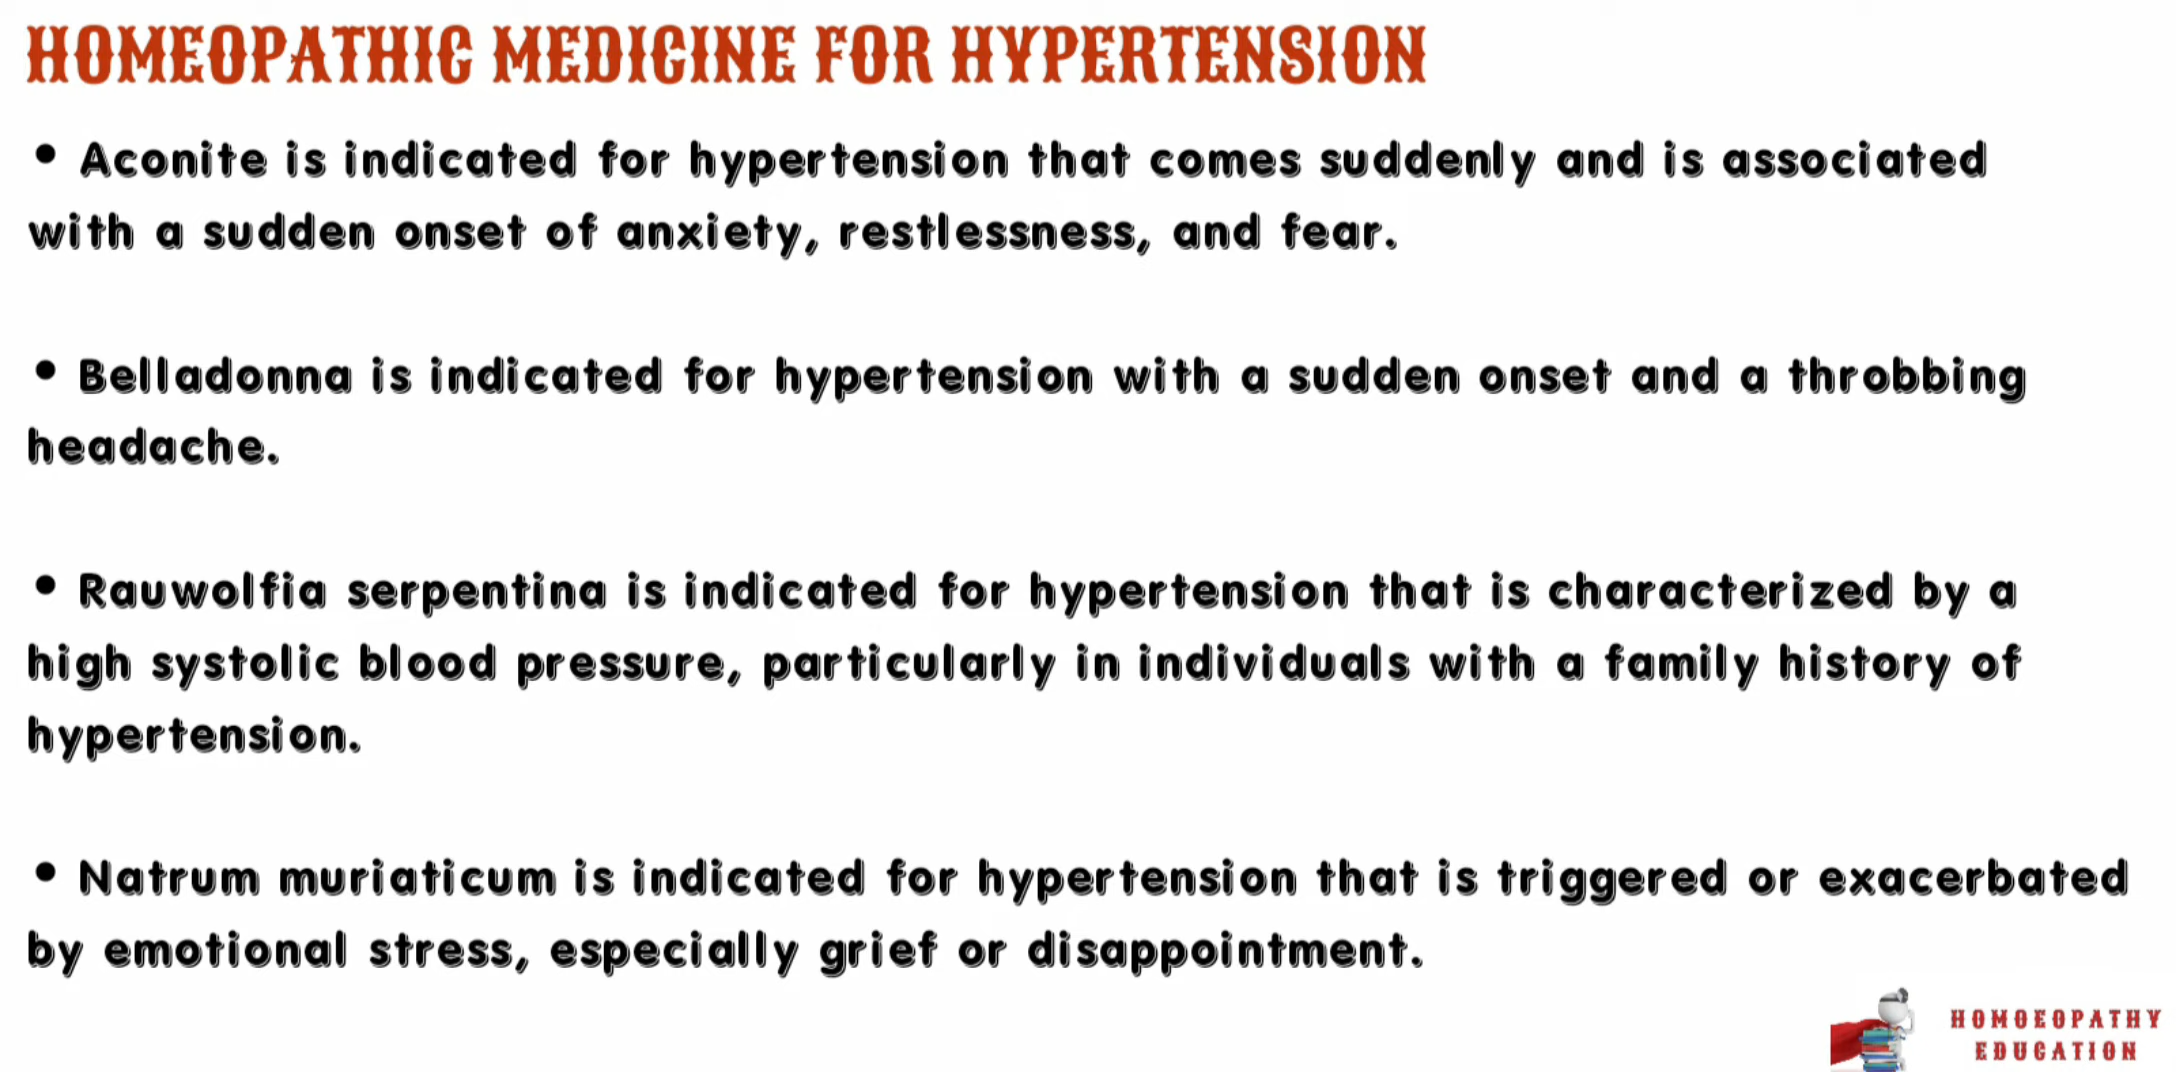 HOMEOPATHIC MEDICINE FOR HYPERTENSION
• Aconite is indicated for hypertension that comes suddenly and is associated
with a sudden onset of anxiety, restlessness, and fear.
• Belladonna is indicated for hypertension with a sudden onset and a throbbing
headache.
• Rauwolfia serpentina is indicated for hypertension that is characterized by a
high systolic blood pressure, particularly in individuals with a family history of
hypertension.
• Natrum muriaticum is indicated for hypertension that is triggered or exacerbated
by emotional stress, especially grief or disappointment.
HOMOEOPATHY
EDUCATION